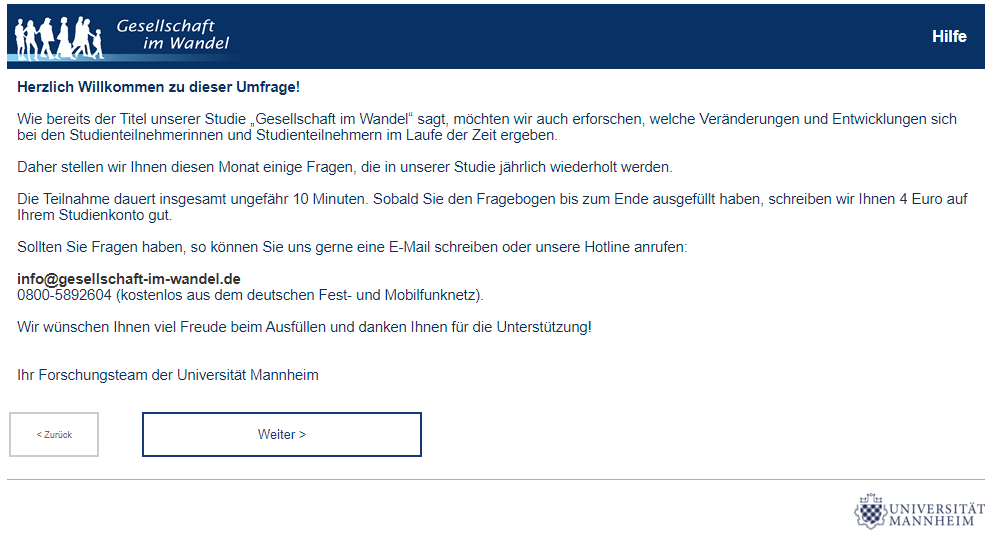 Gesellschaft
im Wandel
Hilfe
Herzlich Willkommen zu dieser Umfrage!
Wie bereits der Titel unserer Studie „Gesellschaft im Wandel“ sagt, möchten wir auch erforschen, welche Veränderungen und Entwicklungen sich
bei den Studienteilnehmerinnen und Studienteilnehmern im Laufe der Zeit ergeben.
Daher stellen wir Ihnen diesen Monat einige Fragen, die in unserer Studie jährlich wiederholt werden.
Die Teilnahme dauert insgesamt ungefähr 10 Minuten. Sobald Sie den Fragebogen bis zum Ende ausgefüllt haben, schreiben wir Ihnen 4 Euro auf
Ihrem Studienkonto gut.
Sollten Sie Fragen haben, so können Sie uns gerne eine E-Mail schreiben oder unsere Hotline anrufen:
info@gesellschaft-im-wandel.de
0800-5892604 (kostenlos aus dem deutschen Fest- und Mobilfunknetz).
Wir wünschen Ihnen viel Freude beim Ausfüllen und danken Ihnen für die Unterstützung!
Ihr Forschungsteam der Universität Mannheim
< Zurück
Weiter >
UNIVERSITÄT
MANNHEIM